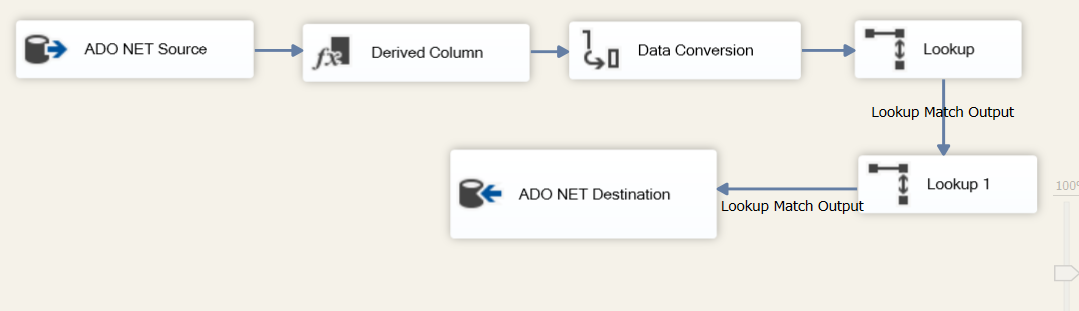 ADO NET Source
Derived Column
Data Conversion
Lookup
Lookup Match Output
ADO NET Destination
Lookup 1
Lookup Match Output
100%